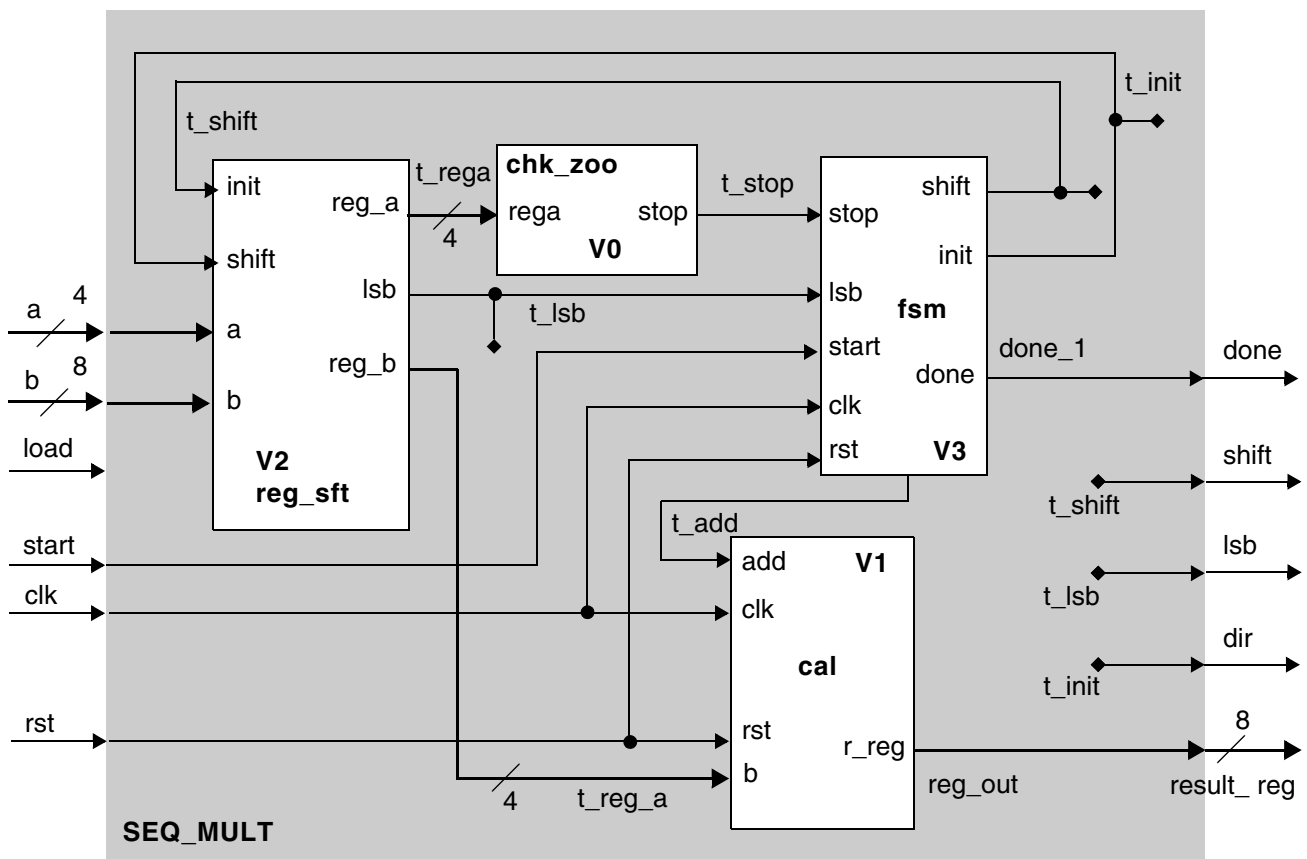 t_init
t_shift
init
shift
a
b
reg_a
lsb
reg_b
V2
reg_sft
t_rega
4
chk_zoo
rega
stop
V0
t_stop
stop
lsb
start
clk
rst
shift
init
fsm
done
V3
t_lsb
a
4
b
8
load
start
clk
rst
done_1
done
t_shift
shift
t_lsb
lsb
t_init
dir
t_add
add
V1
clk
cal
rst
b
r_reg
4
t_reg_a
reg_out
8
result_ reg
SEQ_MULT